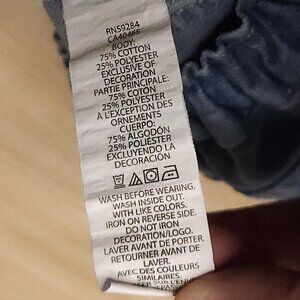 RN59284
CA40465
BODY:
75% COTTON
25% POLYESTER
EXCLUSIVE OF
DECORATION
PARTIE PRINCIPALE:
75% COTON
25% POLYESTER
À L'EXCEPTION DES
ORNEMENTS
CUERPO:
75% ALGODÓN
25% POLIÉSTER
EXCLUYENDO LA
DECORACIÓN
WASH BEFORE WEARING.
WASH INSIDE OUT.
WITH LIKE COLORS.
IRON ON REVERSE SIDE.
DO NOT IRON
DECORATION/LOGO.
LAVER AVANT DE PORTER.
RETOURNER AVANT DE
LAVER.
AVEC DES COULEURS
SIMILAIRES.